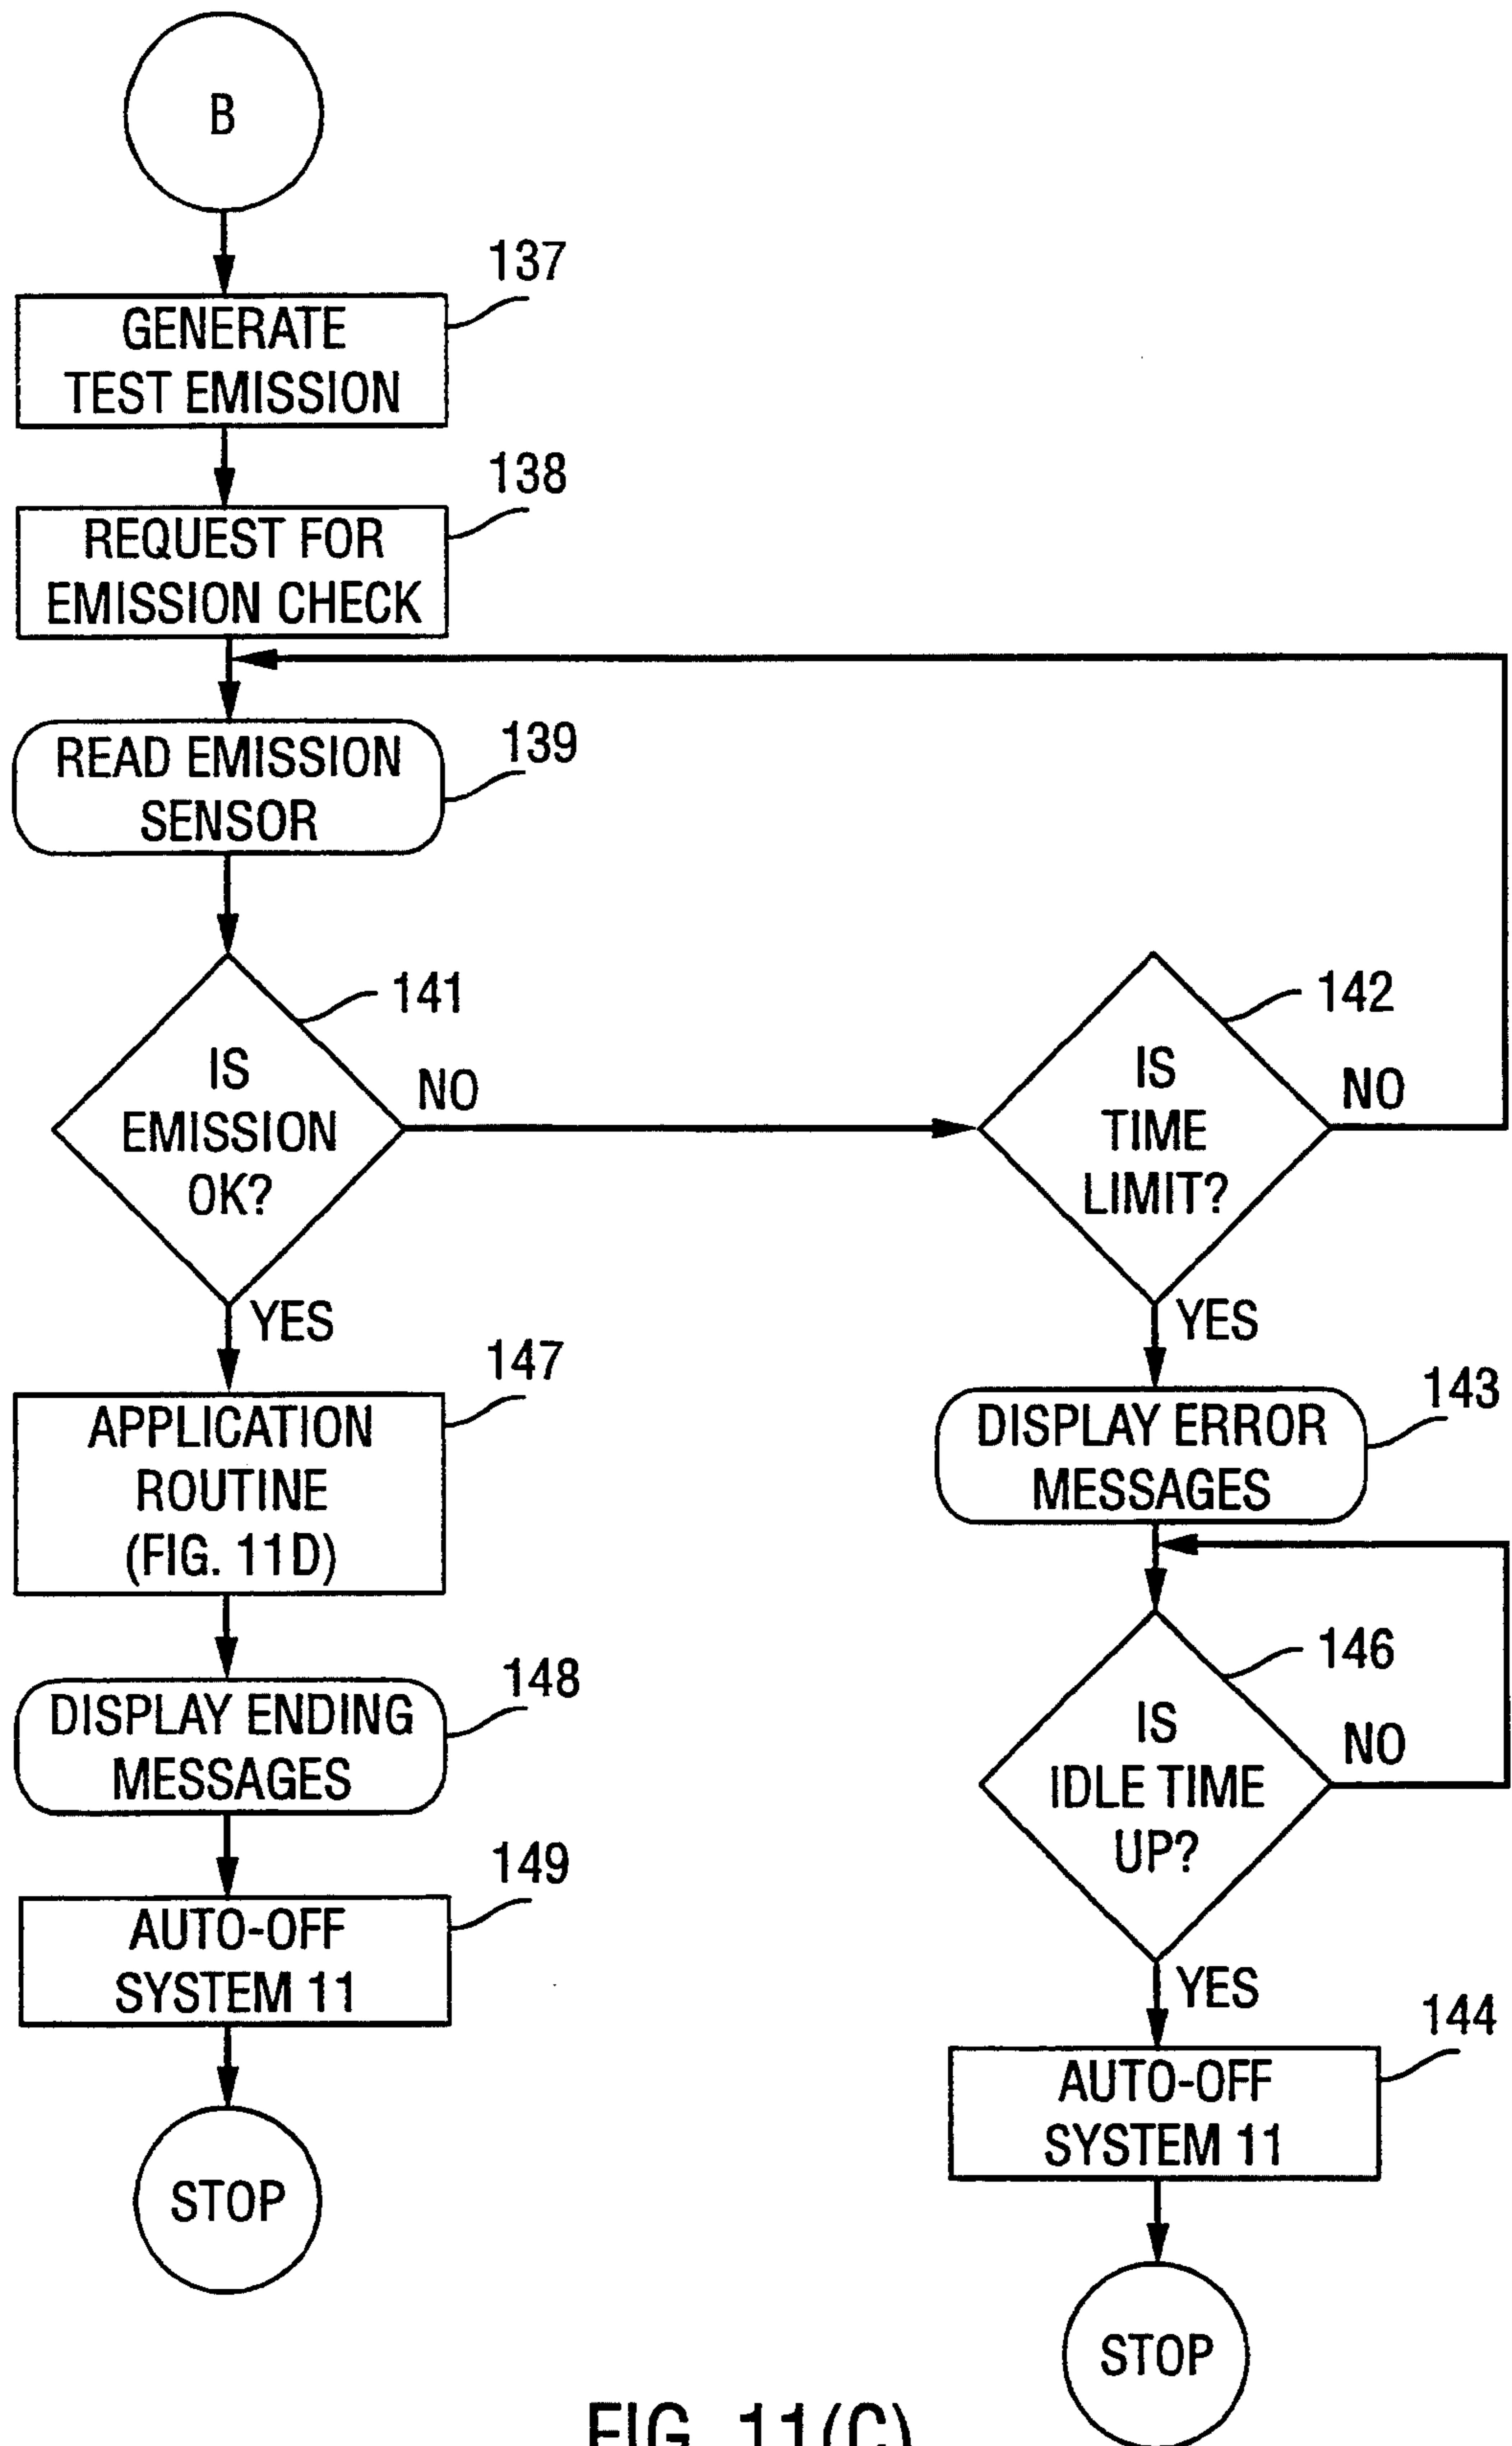 B
137
GENERATE
TEST EMISSION
138
REQUEST FOR
EMISSION CHECK
139
READ EMISSION
SENSOR
141
IS
EMISSION
OK?
NO
YES
142
IS
TIME
LIMIT?
NO
YES
147
APPLICATION
ROUTINE
(FIG. 11D)
143
DISPLAY ERROR
MESSAGES
148
DISPLAY ENDING
MESSAGES
146
IS
IDLE TIME
UP?
NO
YES
149
AUTO-OFF
SYSTEM 11
144
AUTO-OFF
SYSTEM 11
STOP
STOP
FIG. 11(C)